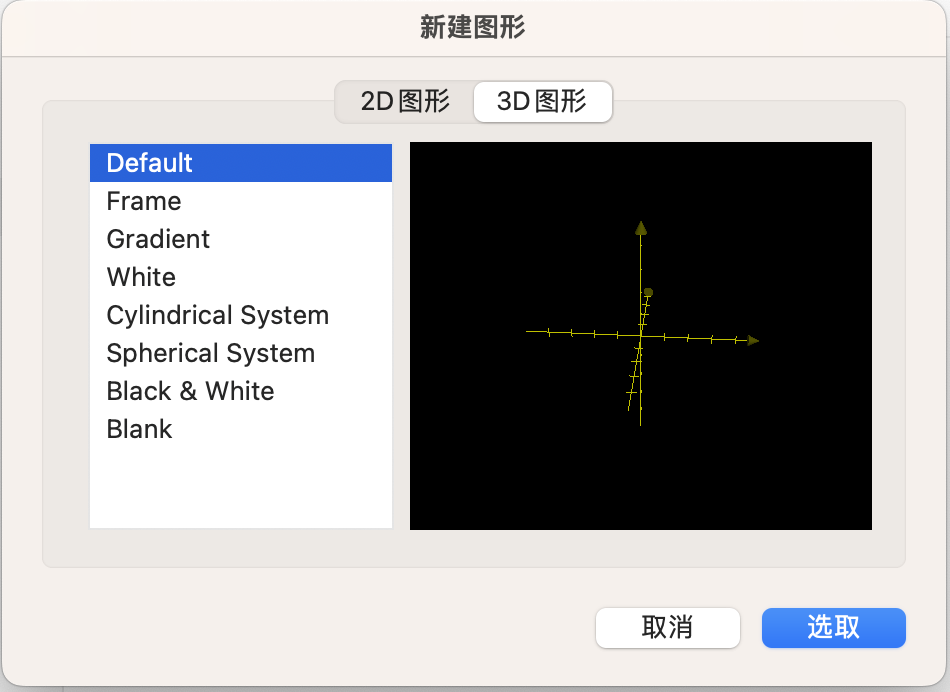 新建图形
2D图形
3D图形
Default
Frame
Gradient
White
Cylindrical System
Spherical System
Black & White
Blank
取消
选取